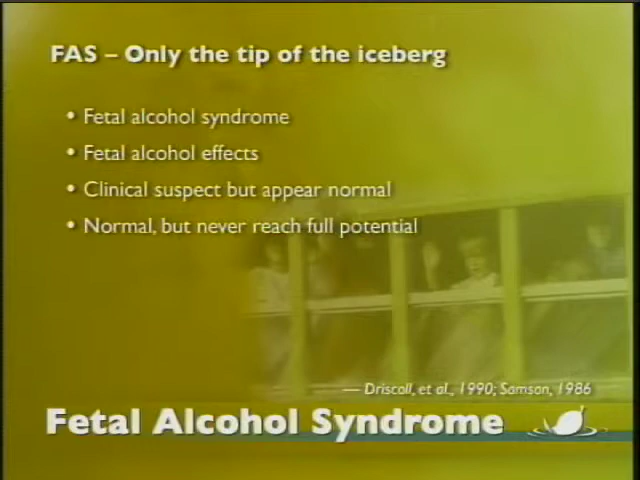 FAS – Only the tip of the iceberg
• Fetal alcohol syndrome
• Fetal alcohol effects
• Clinical suspect but appear normal
• Normal, but never reach full potential
— Driscoll, et al., 1990; Samson, 1986
Fetal Alcohol Syndrome